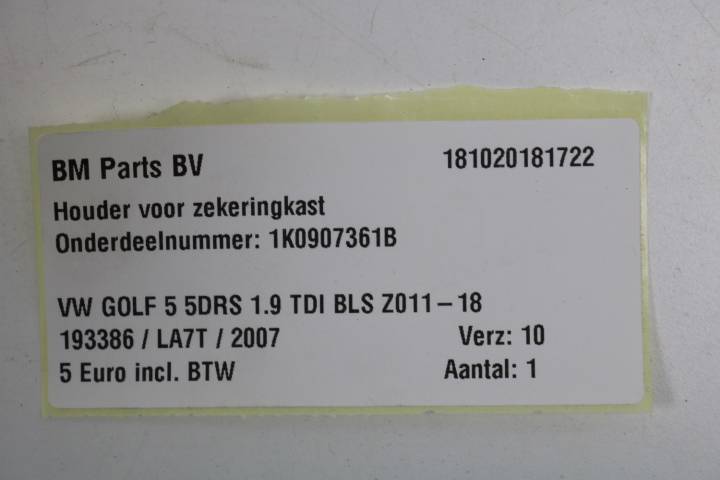 BM Parts BV 181020181722
Houder voor zekeringkast
Onderdeelnummer: 1K0907361B
VW GOLF 5 5DRS 1.9 TDI BLS Z011-18
193386 / LA7T / 2007 Verz: 10
5 Euro incl. BTW Aantal: 1